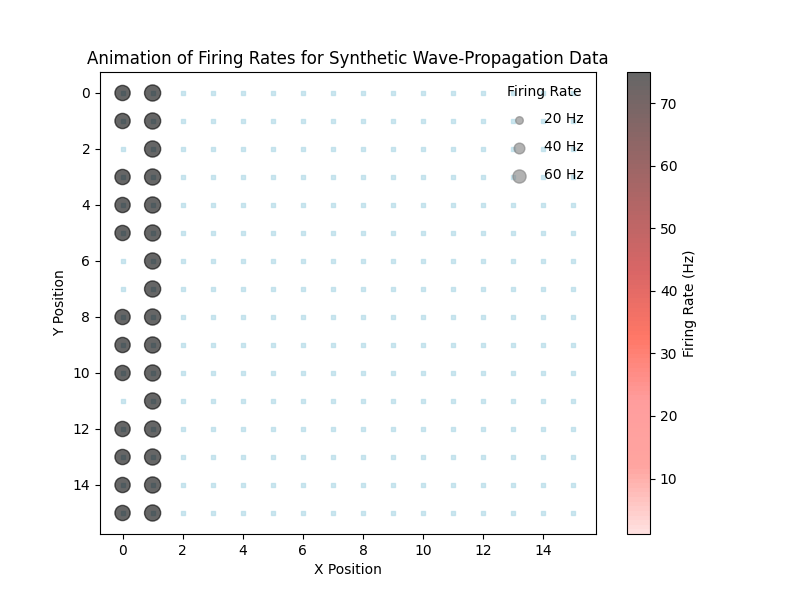 Animation of Firing Rates for Synthetic Wave-Propagation Data
Firing Rate
20 Hz
40 Hz
60 Hz
0
2
4
6
8
10
12
14
Y Position
0 2 4 6 8 10 12 14
X Position
70
60
50
40
30
20
10
Firing Rate (Hz)